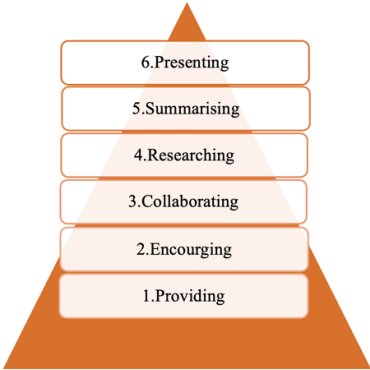 6.Presenting
5.Summarising
4.Researching
3.Collaborating
2.Encourging
1.Providing